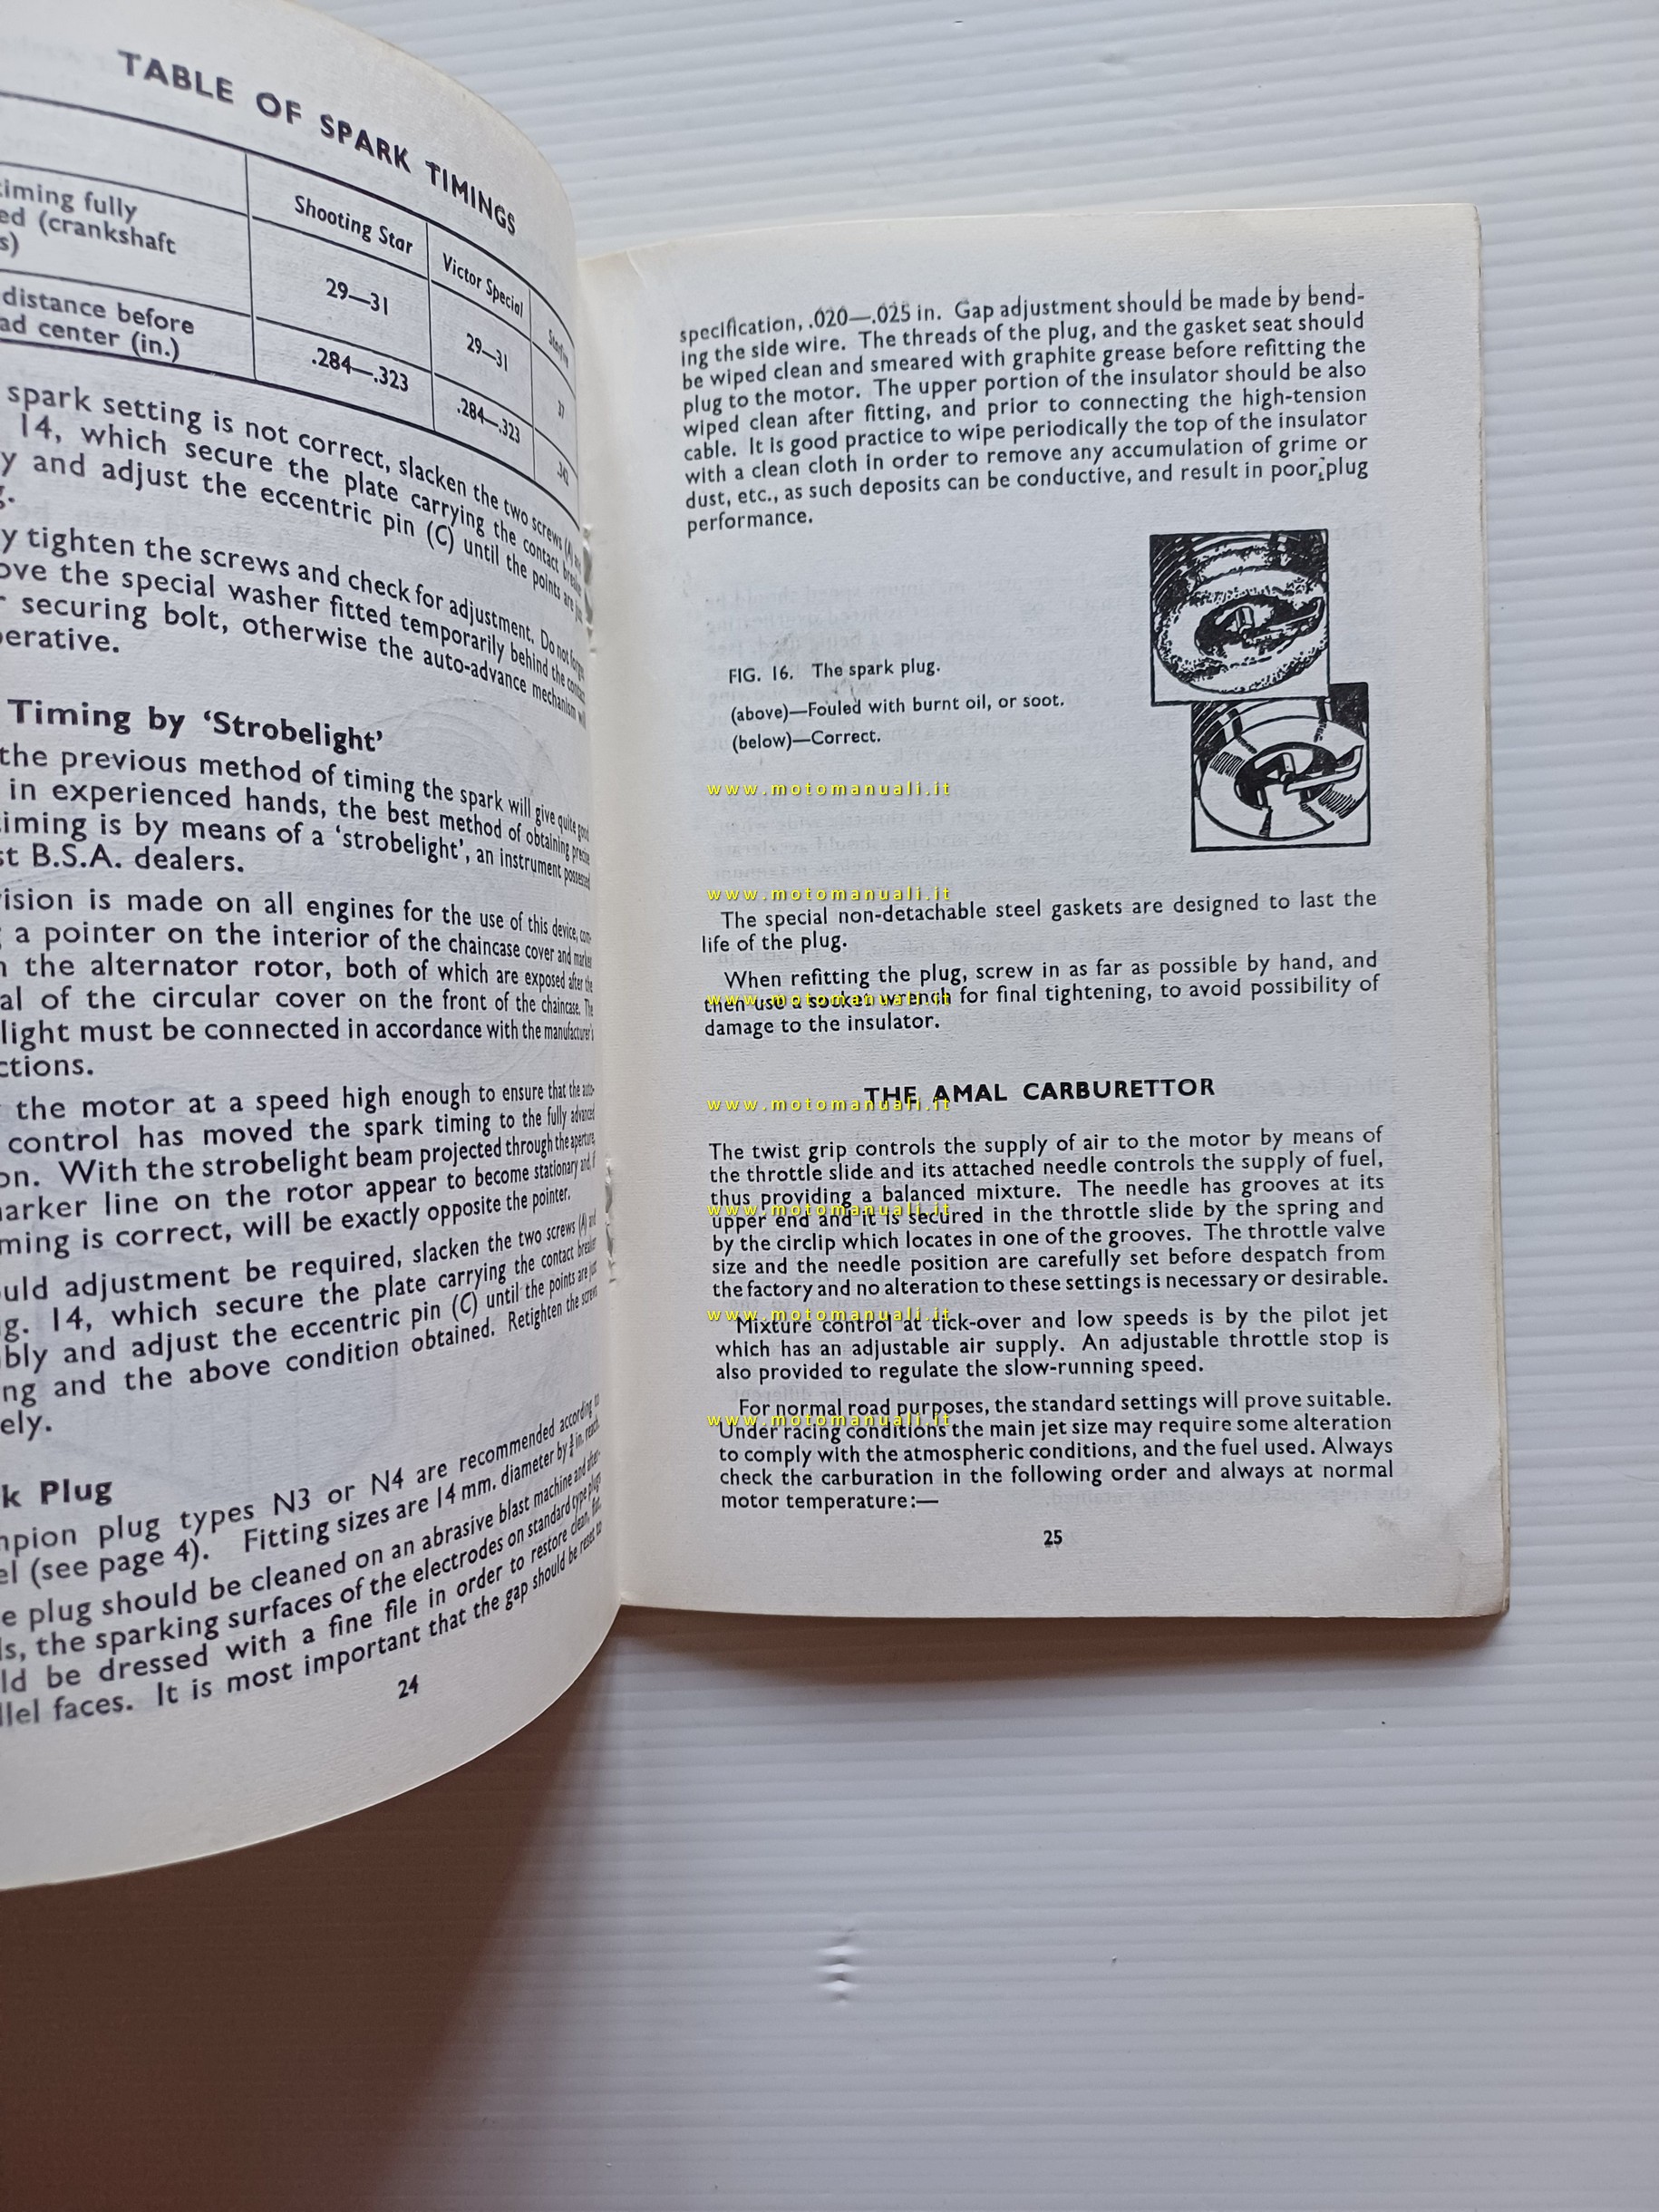 TABLE OF SPARK TIMINGS
Shooting Star
Victor Special
timing fully
(crankshaft
29—31
29—31
37
distance before
center (in.)
.284—.323
.284—.323
.342
spark setting is not correct, slacken the two screws (A)
14, which secure the plate carrying the contact breaker
and adjust the eccentric pin (C) until the points are just
tighten the screws and check for adjustment. Do not forget
the special washer fitted temporarily behind the contact
securing bolt, otherwise the auto-advance mechanism will
Timing by ‘Strobelight’
the previous method of timing the spark will give quite good
in experienced hands, the best method of obtaining precise
timing is by means of a ‘strobelight’, an instrument possessed
B.S.A. dealers.
is made on all engines for the use of this device, con-
a pointer on the interior of the chaincase cover and
the alternator rotor, both of which are exposed after the
of the circular cover on the front of the chaincase. The
light must be connected in accordance with the manufacturer's
the motor at a speed high enough to ensure that the auto-
control has moved the spark timing to the fully advanced
With the strobelight beam projected through the aperture,
marker line on the rotor appear to become stationary and, if
is correct, will be exactly opposite the pointer.
adjustment be required, slacken the two screws (A) and
14, which secure the plate carrying the contact breaker
and adjust the eccentric pin (C) until the points are just
and the above condition obtained. Retighten the screws
Plug
plug types N3 or N4 are recommended according to
(see page 4). Fitting sizes are 14 mm. diameter by ¾ in. reach.
plug should be cleaned on an abrasive blast machine and
the sparking surfaces of the electrodes on standard type plugs
be dressed with a fine file in order to restore clean, flat,
faces. It is most important that the gap should be reset to
24
specification, .020—.025 in. Gap adjustment should be made by bend-
ing the side wire. The threads of the plug, and the gasket seat should
be wiped clean and smeared with graphite grease before refitting the
plug to the motor. The upper portion of the insulator should be also
wiped clean after fitting, and prior to connecting the high-tension
cable. It is good practice to wipe periodically the top of the insulator
with a clean cloth in order to remove any accumulation of grime or
dust, etc., as such deposits can be conductive, and result in poor plug
performance.
FIG. 16. The spark plug.
(above)—Fouled with burnt oil, or soot.
(below)—Correct.
www.motomanuali.it
www.motomanuali.it
The special non-detachable steel gaskets are designed to last the
life of the plug.
When refitting the plug, screw in as far as possible by hand, and
www.motomanuali.it
then use a socket wrench for final tightening, to avoid possibility of
damage to the insulator.
THE AMAL CARBURETTOR
www.motomanuali.it
The twist grip controls the supply of air to the motor by means of
the throttle slide and its attached needle controls the supply of fuel,
thus providing a balanced mixture. The needle has grooves at its
www.motomanuali.it
upper end and it is secured in the throttle slide by the spring and
by the circlip which locates in one of the grooves. The throttle valve
size and the needle position are carefully set before despatch from
the factory and no alteration to these settings is necessary or desirable.
www.motomanuali.it
Mixture control at tick-over and low speeds is by the pilot jet
which has an adjustable air supply. An adjustable throttle stop is
also provided to regulate the slow-running speed.
For normal road purposes, the standard settings will prove suitable.
www.motomanuali.it
Under racing conditions the main jet size may require some alteration
to comply with the atmospheric conditions, and the fuel used. Always
check the carburation in the following order and always at normal
motor temperature:—
25